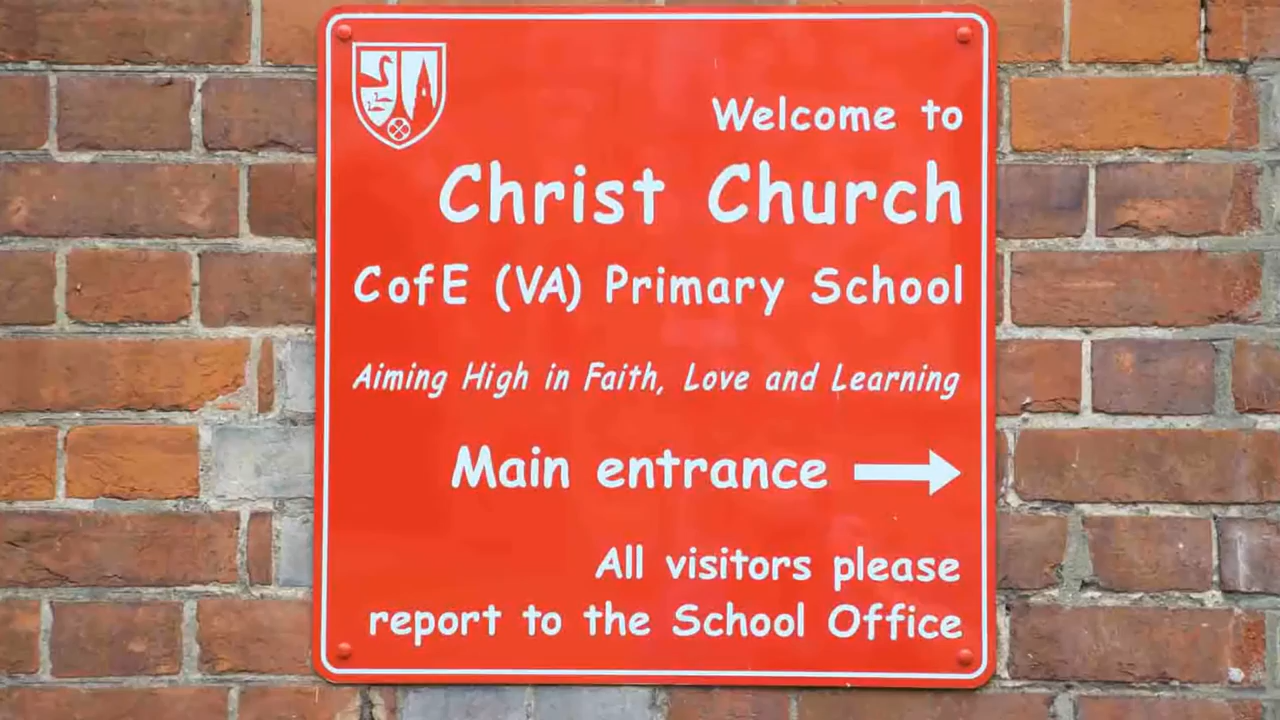 Welcome to
Christ Church
CofE (VA) Primary School
Aiming High in Faith, Love and Learning
Main entrance
All visitors please
report to the School Office